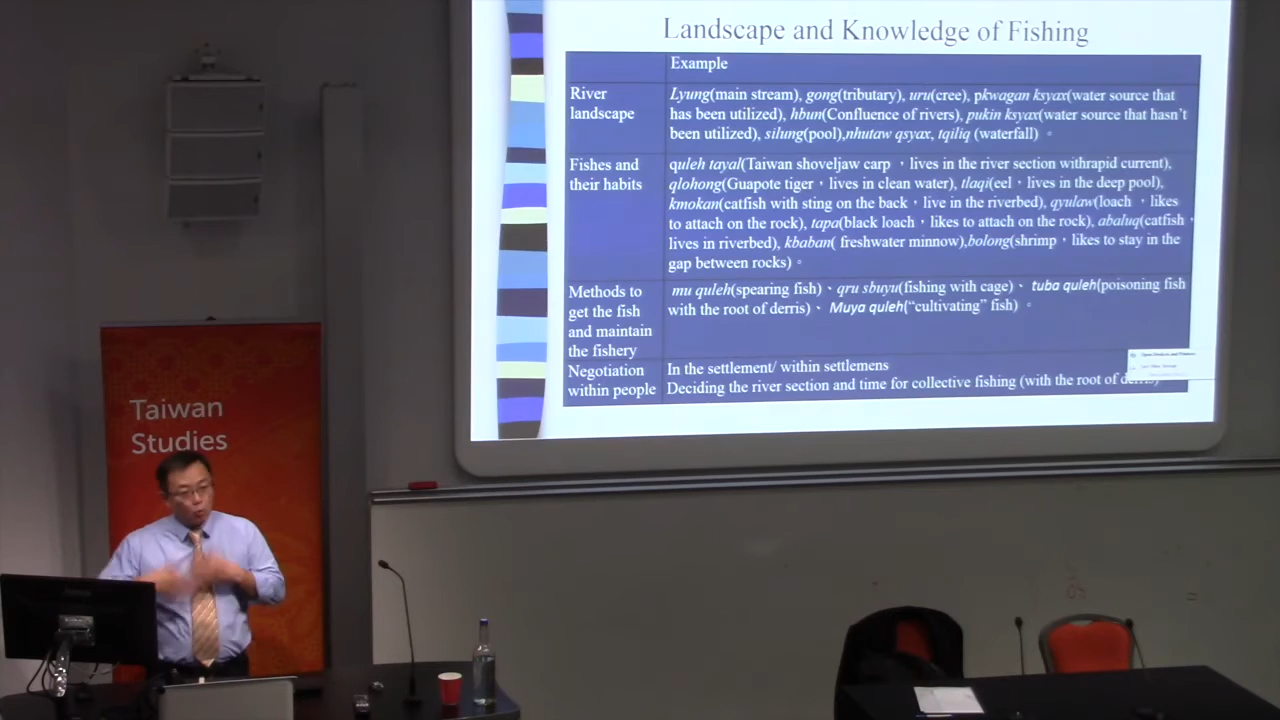 Landscape and Knowledge of Fishing
Example
River
landscape
Lyung(main stream), gong(tributary), uru(cree), pkwagan ksyax(water source that
has been utilized), hbun(Confluence of rivers), pukin ksyax(water source that hasn't
been utilized), silung(pool),nhutaw qsyax, tqiliq (waterfall) 。
Fishes and
their habits
quleh tayal(Taiwan shoveljaw carp，lives in the river section withrapid current),
qlohong(Guapote tiger，lives in clean water), tlaqi(eel，lives in the deep pool),
kmokan(catfish with sting on the back，live in the riverbed), qyulaw(loach，likes
to attach on the rock), tapa(black loach，likes to attach on the rock), abaluq(catfish，
lives in riverbed), kbaban( freshwater minnow),bolong(shrimp，likes to stay in the
gap between rocks)。
Methods to
get the fish
and maintain
the fishery
mu quleh(spearing fish)、qru sbuyu(fishing with cage)、 tuba quleh(poisoning fish
with the root of derris)、 Muya quleh("cultivating" fish) 。
Negotiation
within people
In the settlement/ within settlemens
Deciding the river section and time for collective fishing (with the root of
Taiwan
Studies